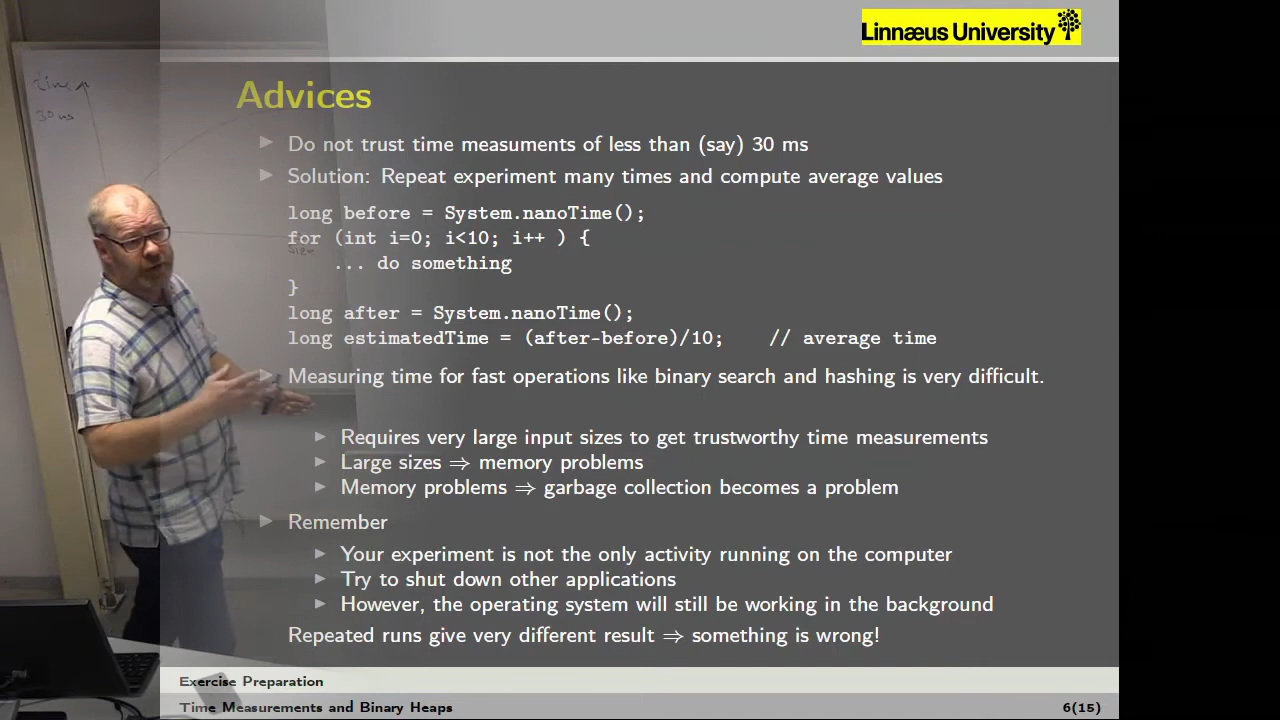 Linnæus University
time
30 ms
Advices
Do not trust time measuments of less than (say) 30 ms
Solution: Repeat experiment many times and compute average values
long before = System.nanoTime();
for (int i=0; i<10; i++ ) {
... do something
}
long after = System.nanoTime();
long estimatedTime = (after-before)/10; // average time
Measuring time for fast operations like binary search and hashing is very difficult.
Requires very large input sizes to get trustworthy time measurements
Large sizes ⇒ memory problems
Memory problems ⇒ garbage collection becomes a problem
Remember
Your experiment is not the only activity running on the computer
Try to shut down other applications
However, the operating system will still be working in the background
Repeated runs give very different result ⇒ something is wrong!
Exercise Preparation
Time Measurements and Binary Heaps
6(15)